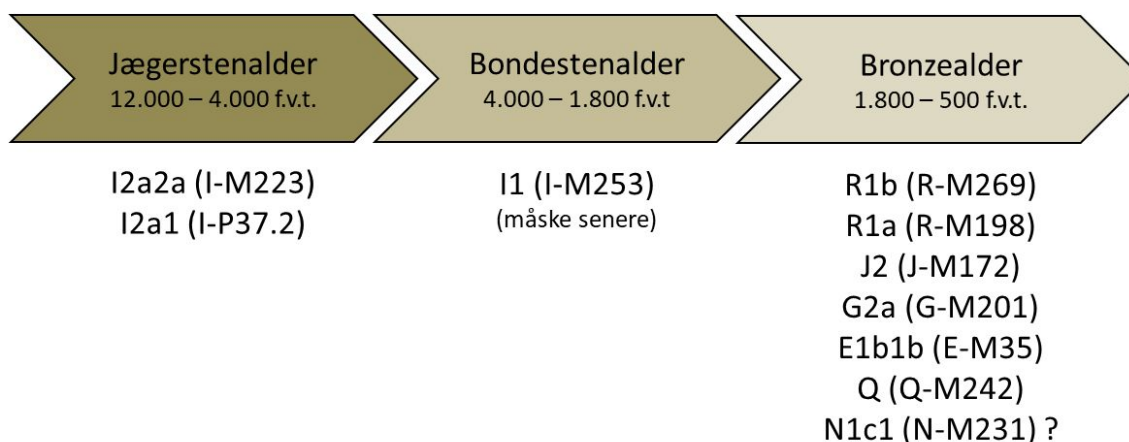 Jægerstenalder
12.000 – 4.000 f.v.t.
I2a2a (I-M223)
I2a1 (I-P37.2)
Bondestenalder
4.000 – 1.800 f.v.t
I1 (I-M253)
(måske senere)
Bronzealder
1.800 – 500 f.v.t.
R1b (R-M269)
R1a (R-M198)
J2 (J-M172)
G2a (G-M201)
E1b1b (E-M35)
Q (Q-M242)
N1c1 (N-M231) ?